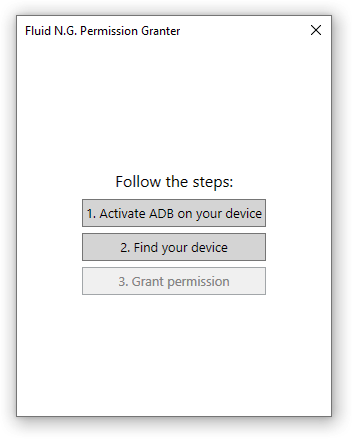 Fluid N.G. Permission Granter
Follow the steps:
1. Activate ADB on your device
2. Find your device
3. Grant permission